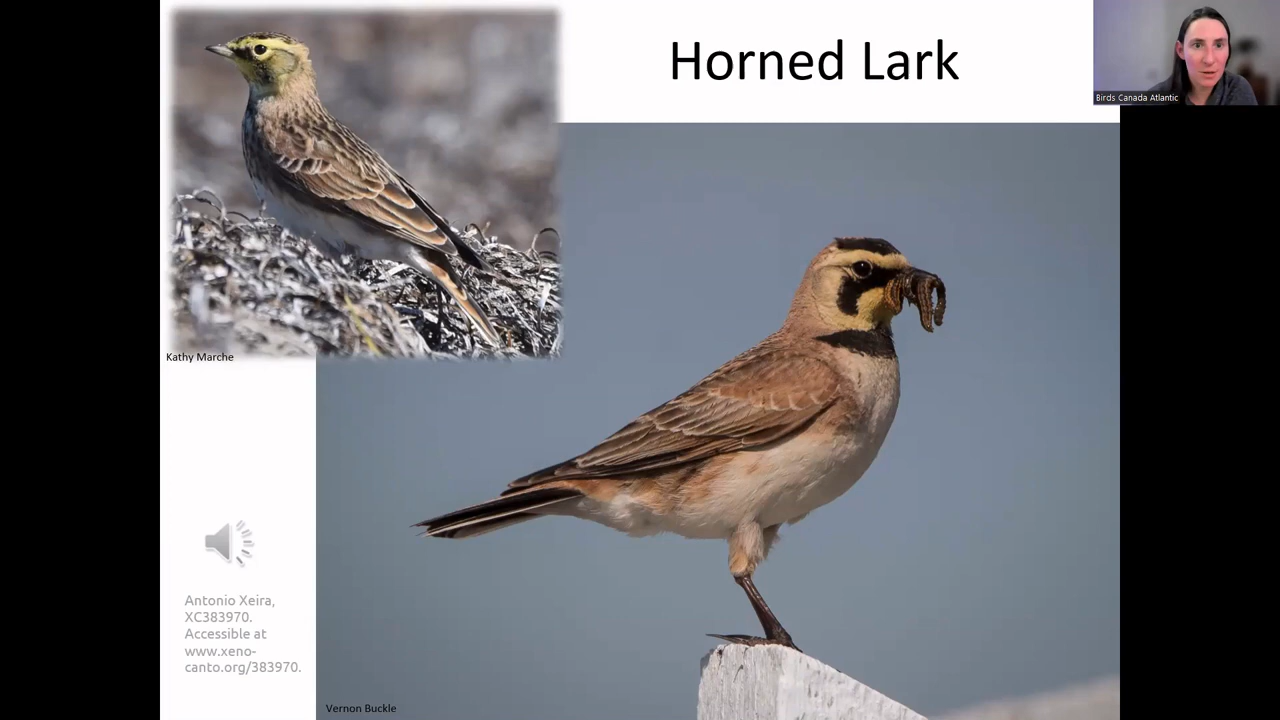 Horned Lark
Birds Canada Atlantic
Kathy Marche
Antonio Xeira,
XC383970.
Accessible at
www.xeno-
canto.org/383970.
Vernon Buckle